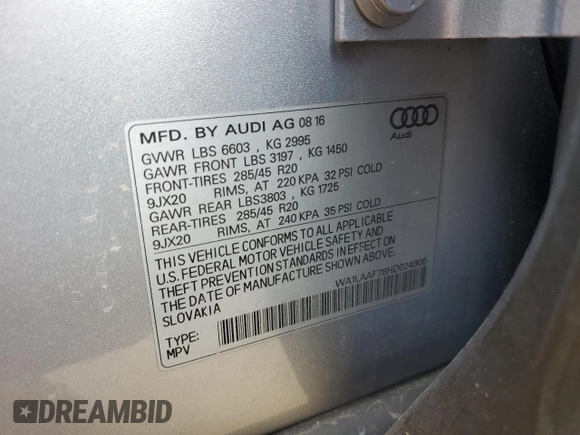 MFD. BY AUDI AG 08 16
GVWR LBS 6603 , KG 2995
GAWR FRONT LBS 3197 , KG 1450
FRONT-TIRES 285/45 R20
9JX20 RIMS, AT 220 KPA 32 PSI COLD
GAWR REAR LBS3803 , KG 1725
REAR-TIRES 285/45 R20
9JX20 RIMS, AT 240 KPA 35 PSI COLD
THIS VEHICLE CONFORMS TO ALL APPLICABLE
U.S. FEDERAL MOTOR VEHICLE SAFETY AND
THEFT PREVENTION STANDARDS IN EFFECT ON
THE DATE OF MANUFACTURE SHOWN ABOVE
SLOVAKIA
WA1LAAF78HD024906
TYPE:
MPV
Audi
DREAMBID